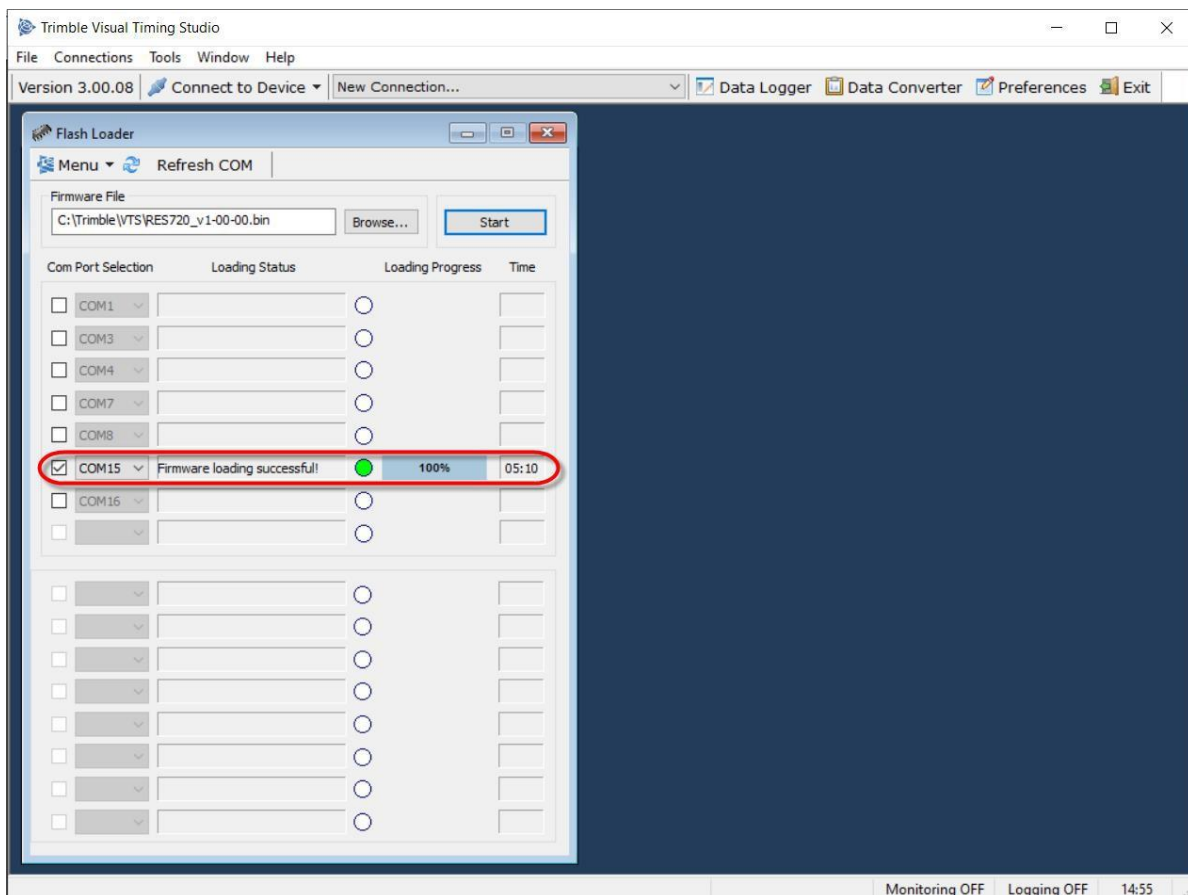 Trimble Visual Timing Studio
File Connections Tools Window Help
Version 3.00.08 Connect to Device New Connection... Data Logger Data Converter Preferences Exit
Flash Loader
Menu Refresh COM
Firmware File
C:\Trimble\VTS\RES720_v1-00-00.bin Browse... Start
Com Port Selection Loading Status Loading Progress Time
COM1
COM3
COM4
COM7
COM8
COM15 Firmware loading successful! 100% 05:10
COM16
Monitoring OFF Logging OFF 14:55